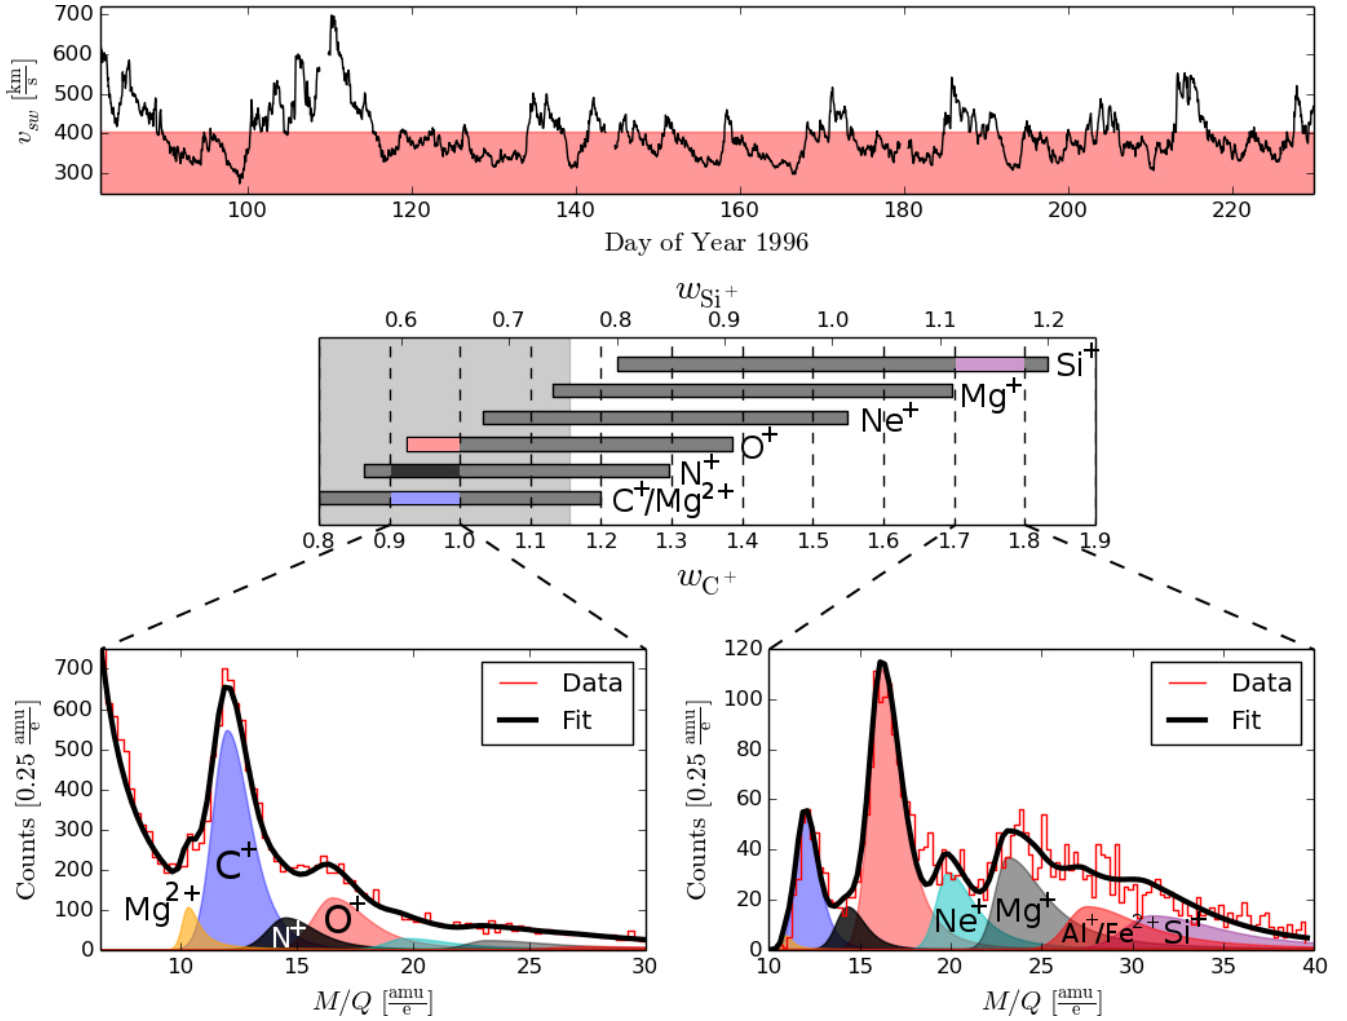 700
600
500
400
300
v_sw [km/s]
100 120 140 160 180 200 220
Day of Year 1996
w_Si+
0.6 0.7 0.8 0.9 1.0 1.1 1.2
Si+
Mg+
Ne+
O+
N+
C+/Mg2+
0.8 0.9 1.0 1.1 1.2 1.3 1.4 1.5 1.6 1.7 1.8 1.9
w_C+
700
600
500
400
300
200
100
0
Counts [0.25 amu/e]
Data
Fit
Mg2+
C+
N+
O+
10 15 20 25 30
M/Q [amu/e]
120
100
80
60
40
20
0
Counts [0.25 amu/e]
Data
Fit
Ne+
Mg+
Al+/Fe2+
Si+
10 15 20 25 30 35 40
M/Q [amu/e]